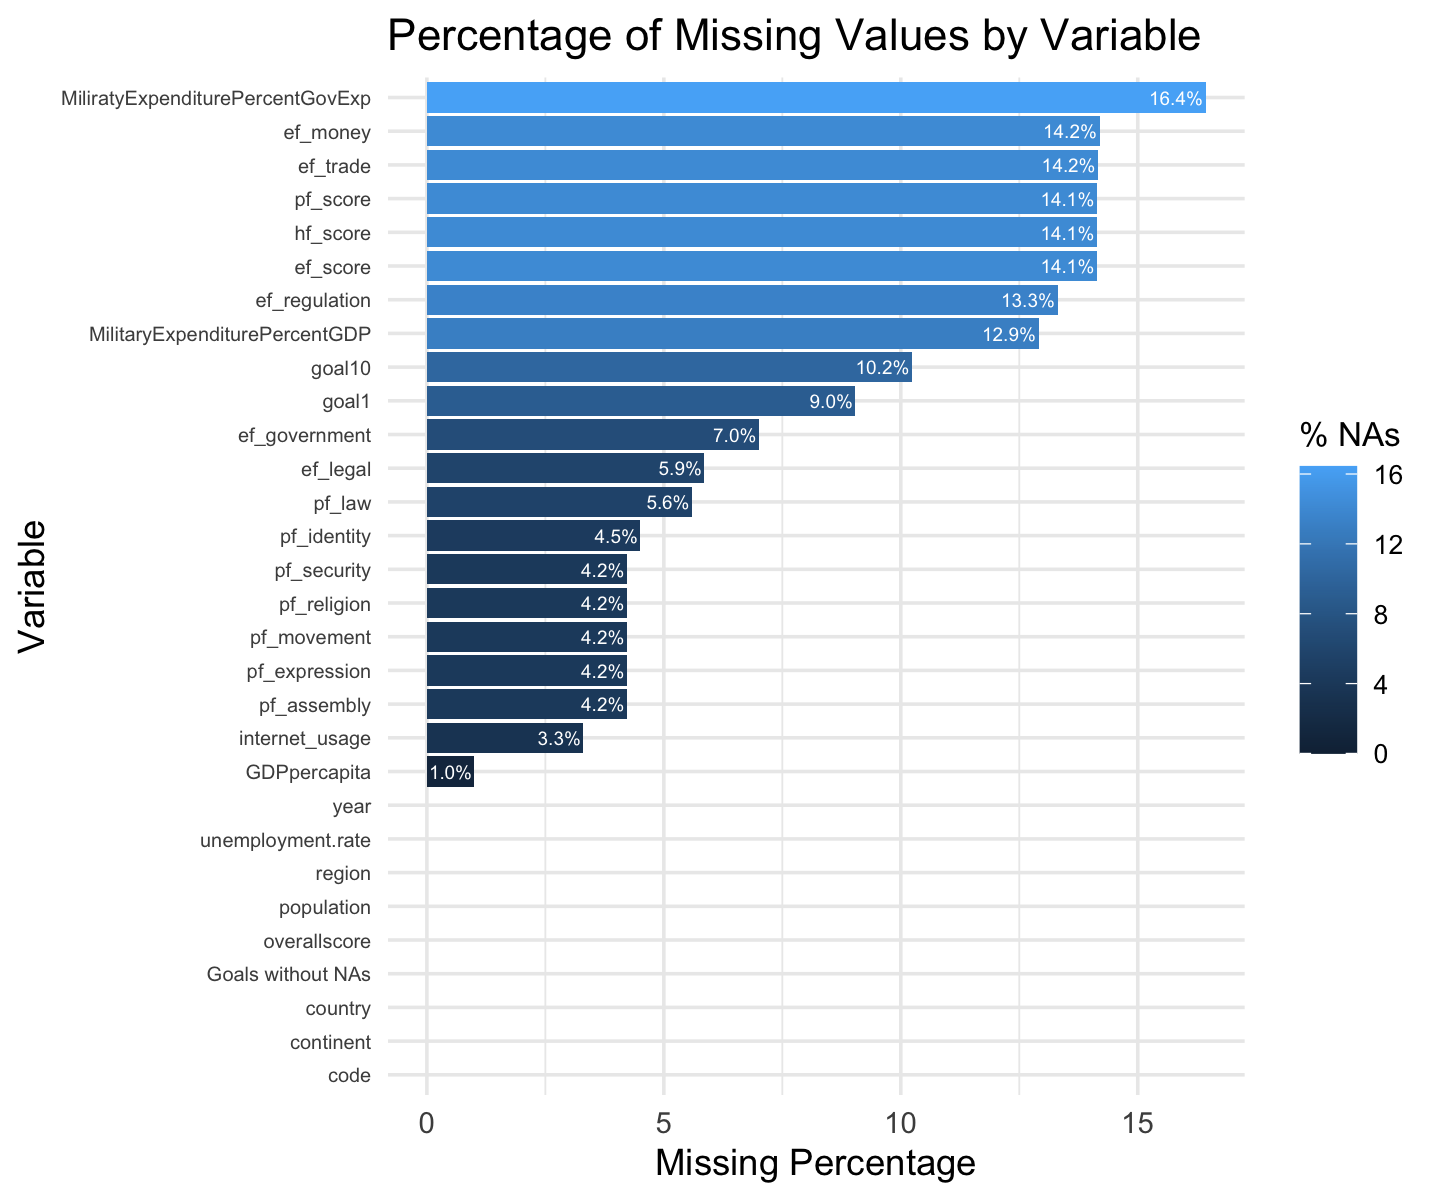 Percentage of Missing Values by Variable
MiliratyExpenditurePercentGovExp 16.4%
ef_money 14.2%
ef_trade 14.2%
pf_score 14.1%
hf_score 14.1%
ef_score 14.1%
ef_regulation 13.3%
MilitaryExpenditurePercentGDP 12.9%
goal10 10.2%
goal1 9.0%
ef_government 7.0%
ef_legal 5.9%
pf_law 5.6%
pf_identity 4.5%
pf_security 4.2%
pf_religion 4.2%
pf_movement 4.2%
pf_expression 4.2%
pf_assembly 4.2%
internet_usage 3.3%
GDPpercapita 1.0%
year
unemployment.rate
region
population
overallscore
Goals without NAs
country
continent
code
Variable
0 5 10 15
Missing Percentage
% NAs
16
12
8
4
0